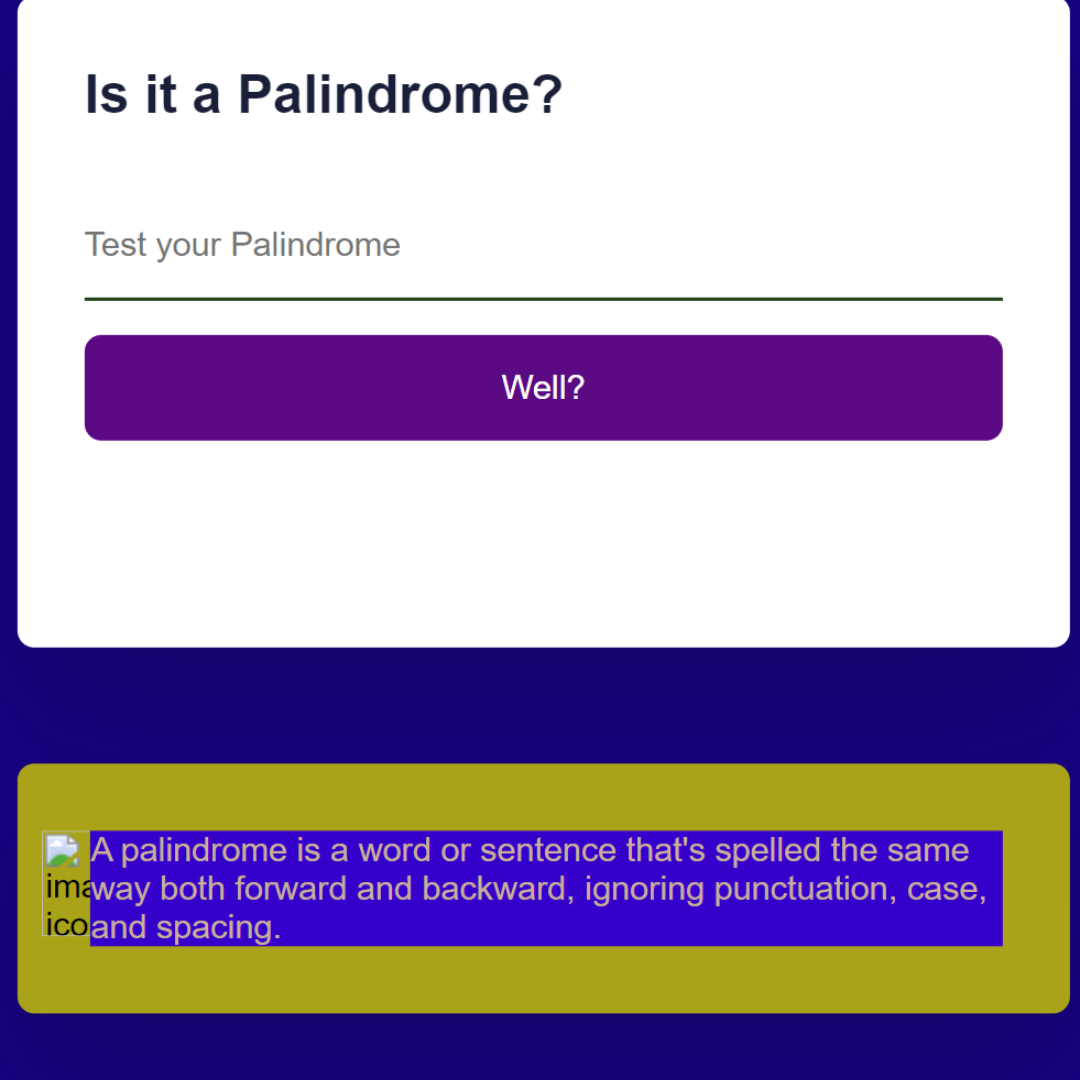 Is it a Palindrome?
Test your Palindrome
Well?
A palindrome is a word or sentence that's spelled the same
way both forward and backward, ignoring punctuation, case,
and spacing.
ima
ico